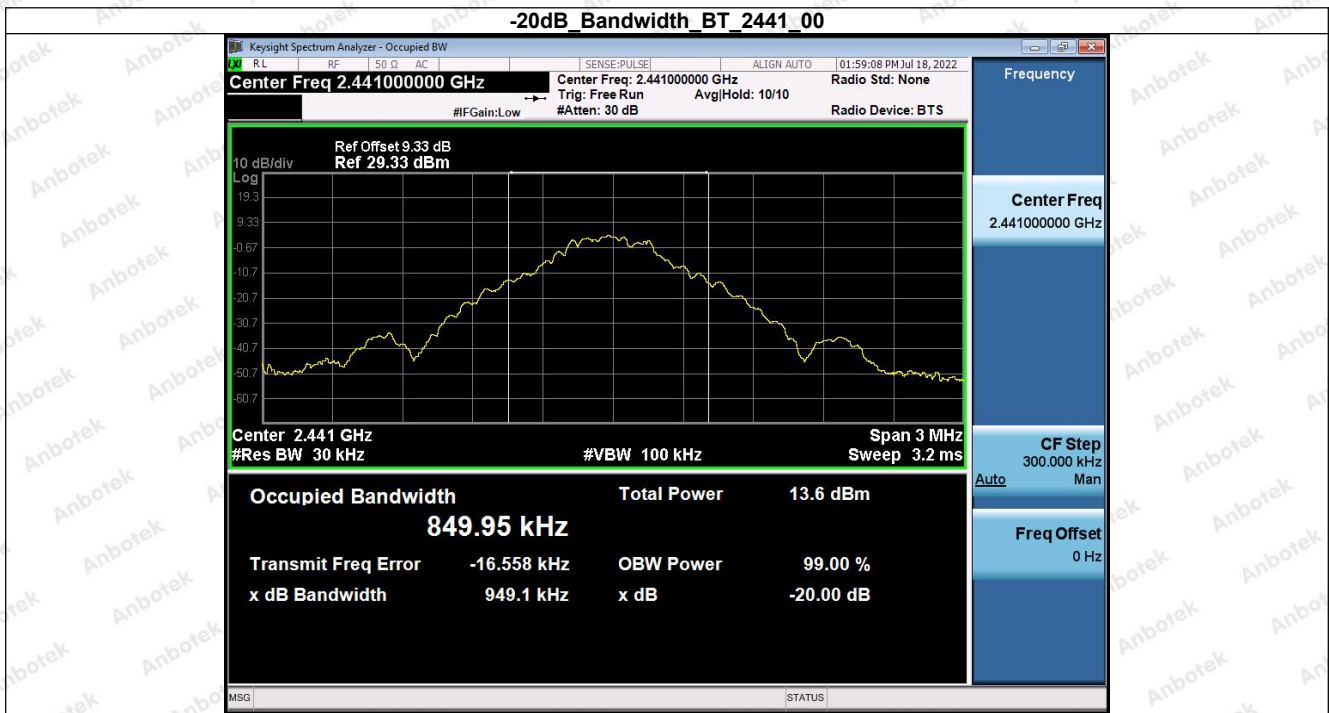 -20dB_Bandwidth_BT_2441_00
Keysight Spectrum Analyzer - Occupied BW
LXI RL RF 50 Ω AC SENSE:PULSE ALIGN AUTO 01:59:08 PM Jul 18, 2022
Center Freq 2.441000000 GHz
Center Freq: 2.441000000 GHz Radio Std: None
Trig: Free Run Avg|Hold: 10/10
#IFGain:Low #Atten: 30 dB Radio Device: BTS
Ref Offset 9.33 dB
10 dB/div Ref 29.33 dBm
Log
19.3
9.33
-0.67
-10.7
-20.7
-30.7
-40.7
-50.7
-60.7
Center 2.441 GHz Span 3 MHz
#Res BW 30 kHz #VBW 100 kHz Sweep 3.2 ms
Occupied Bandwidth Total Power 13.6 dBm
849.95 kHz
Transmit Freq Error -16.558 kHz OBW Power 99.00 %
x dB Bandwidth 949.1 kHz x dB -20.00 dB
MSG STATUS
Frequency
Center Freq
2.441000000 GHz
CF Step
300.000 kHz
Auto Man
Freq Offset
0 Hz
Anbotek